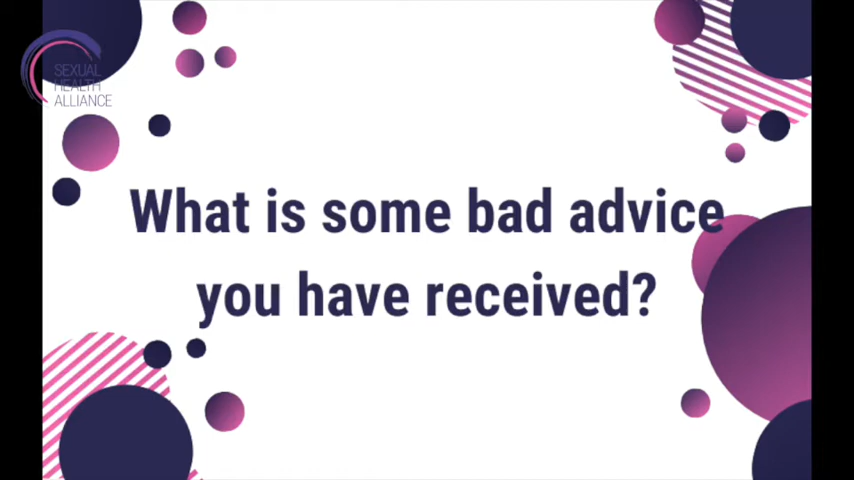 SEXUAL
HEALTH
ALLIANCE
What is some bad advice
you have received?